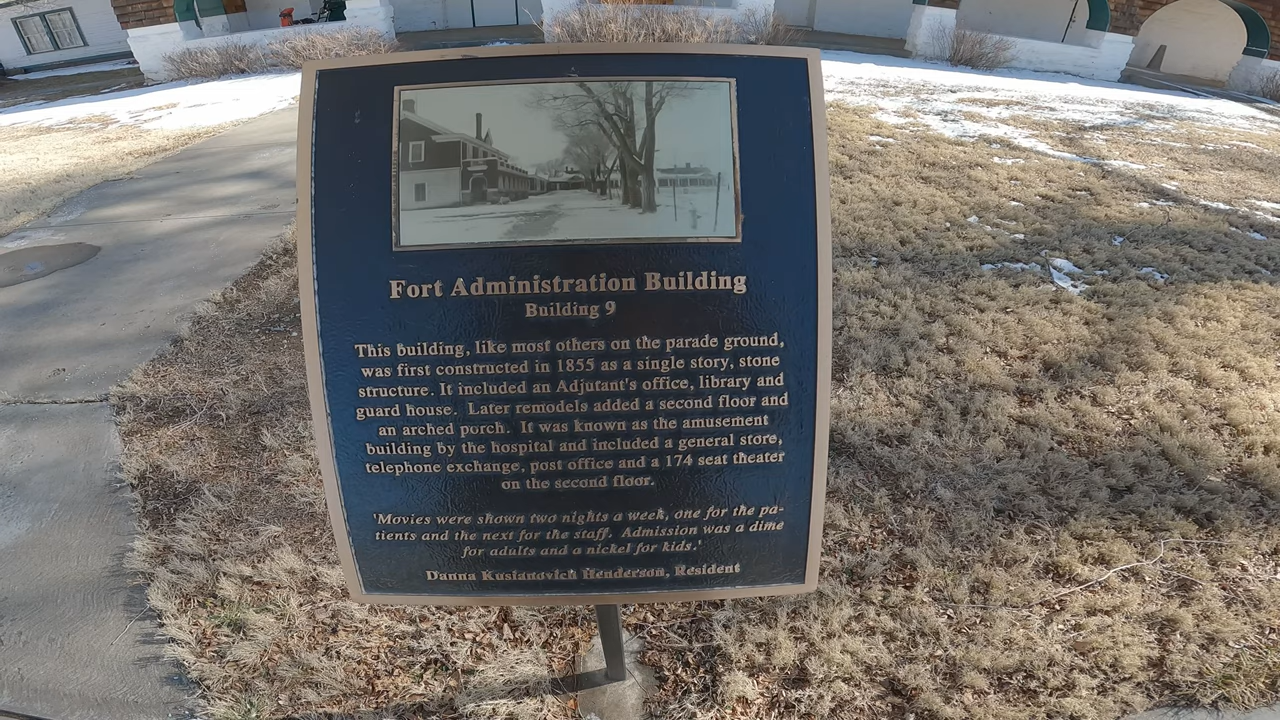 Fort Administration Building
Building 9
This building, like most others on the parade ground,
was first constructed in 1855 as a single story, stone
structure. It included an Adjutant's office, library and
guard house. Later remodels added a second floor and
an arched porch. It was known as the amusement
building by the hospital and included a general store,
telephone exchange, post office and a 174 seat theater
on the second floor.
'Movies were shown two nights a week, one for the pa-
tients and the next for the staff. Admission was a dime
for adults and a nickel for kids.'
Danna Kusianovich Henderson, Resident